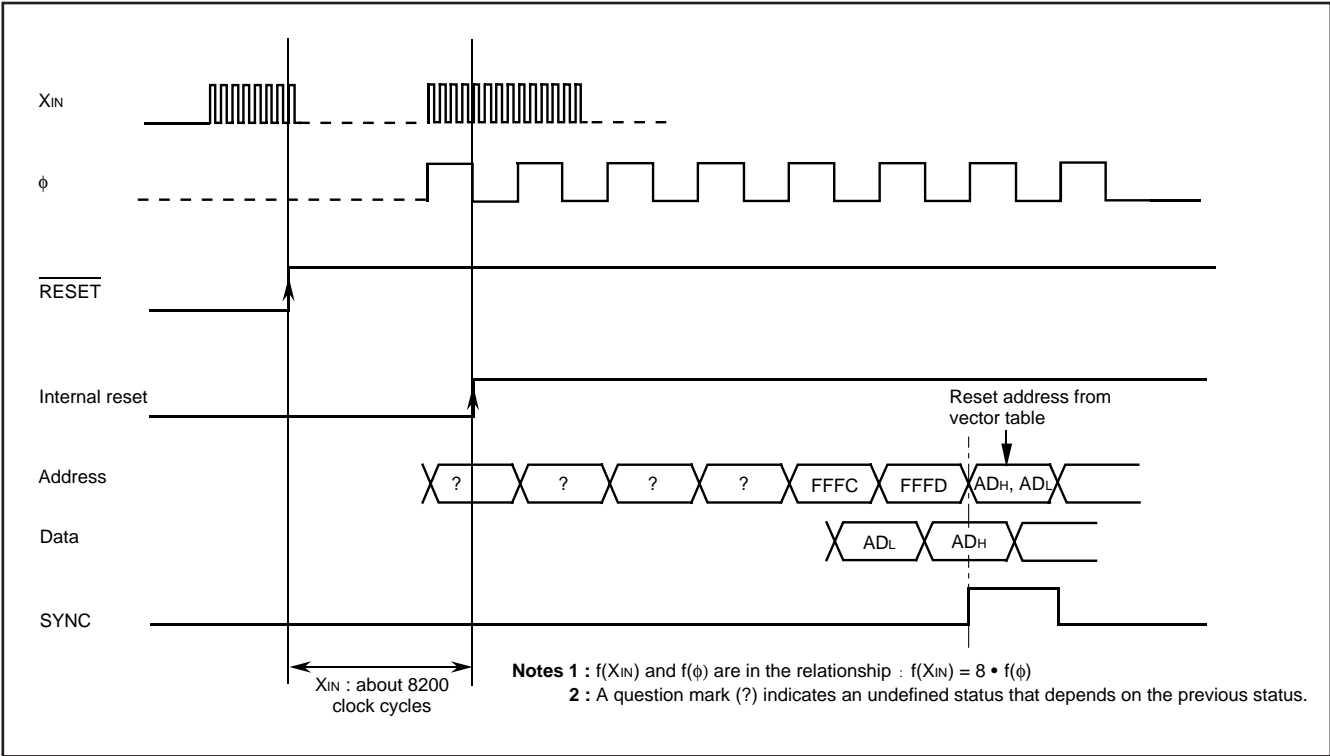 XIN
ϕ
RESET
Internal reset
Reset address from
vector table
Address
? ? ? ? FFFC FFFD ADH, ADL
Data
ADL ADH
SYNC
XIN : about 8200
clock cycles
Notes 1 : f(XIN) and f(ϕ) are in the relationship : f(XIN) = 8 • f(ϕ)
2 : A question mark (?) indicates an undefined status that depends on the previous status.